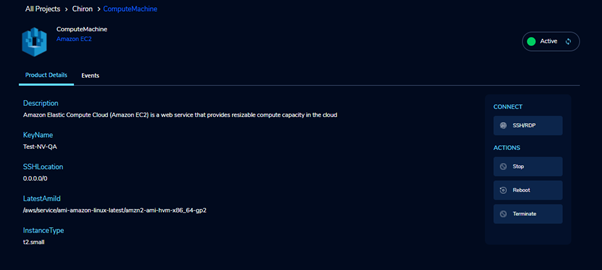 All Projects > Chiron > ComputeMachine
ComputeMachine
Amazon EC2
Active
Product Details Events
Description
Amazon Elastic Compute Cloud (Amazon EC2) is a web service that provides resizable compute capacity in the cloud
KeyName
Test-NV-QA
SSHLocation
0.0.0.0/0
LatestAmiId
/aws/service/ami-amazon-linux-latest/amzn2-ami-hvm-x86_64-gp2
InstanceType
t2.small
CONNECT
SSH/RDP
ACTIONS
Stop
Reboot
Terminate